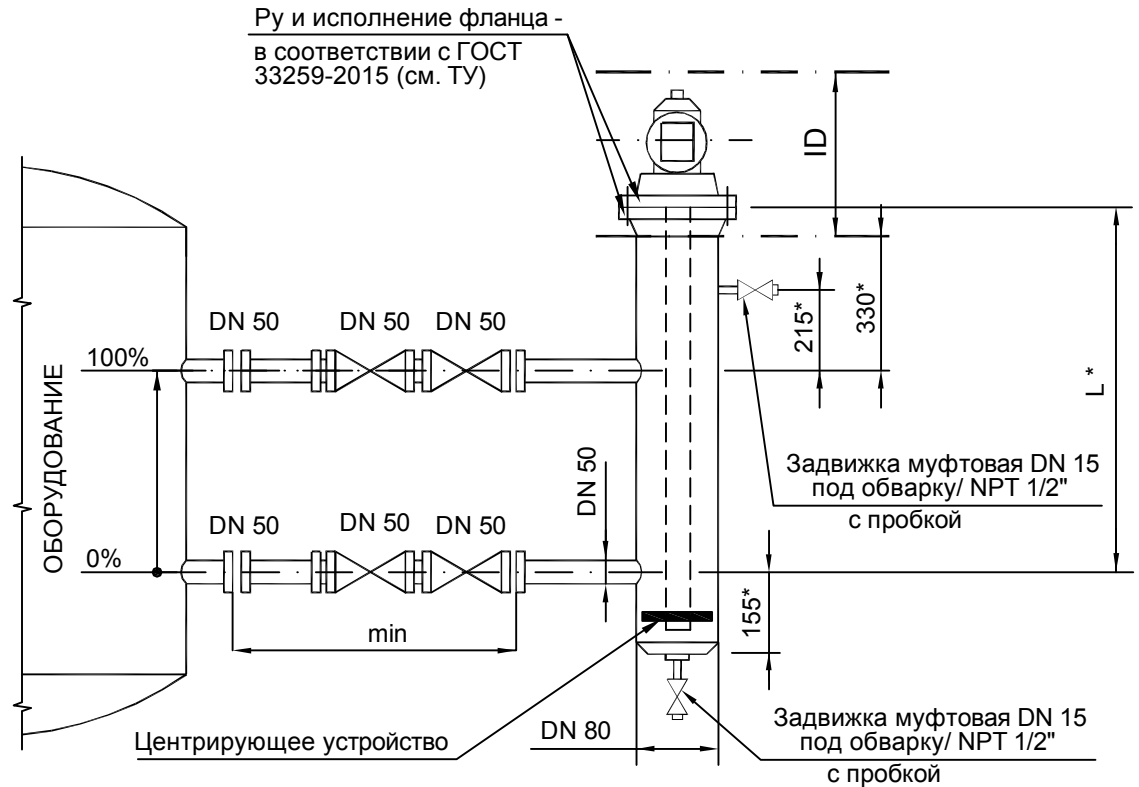 Ру и исполнение фланца -
в соответствии с ГОСТ
33259-2015 (см. ТУ)
ID
DN 50
DN 50
DN 50
100%
215*
330*
L *
ОБОРУДОВАНИЕ
DN 50
Задвижка муфтовая DN 15
под обварку/ NPT 1/2"
с пробкой
DN 50
DN 50
DN 50
0%
155*
min
Центрирующее устройство
DN 80
Задвижка муфтовая DN 15
под обварку/ NPT 1/2"
с пробкой